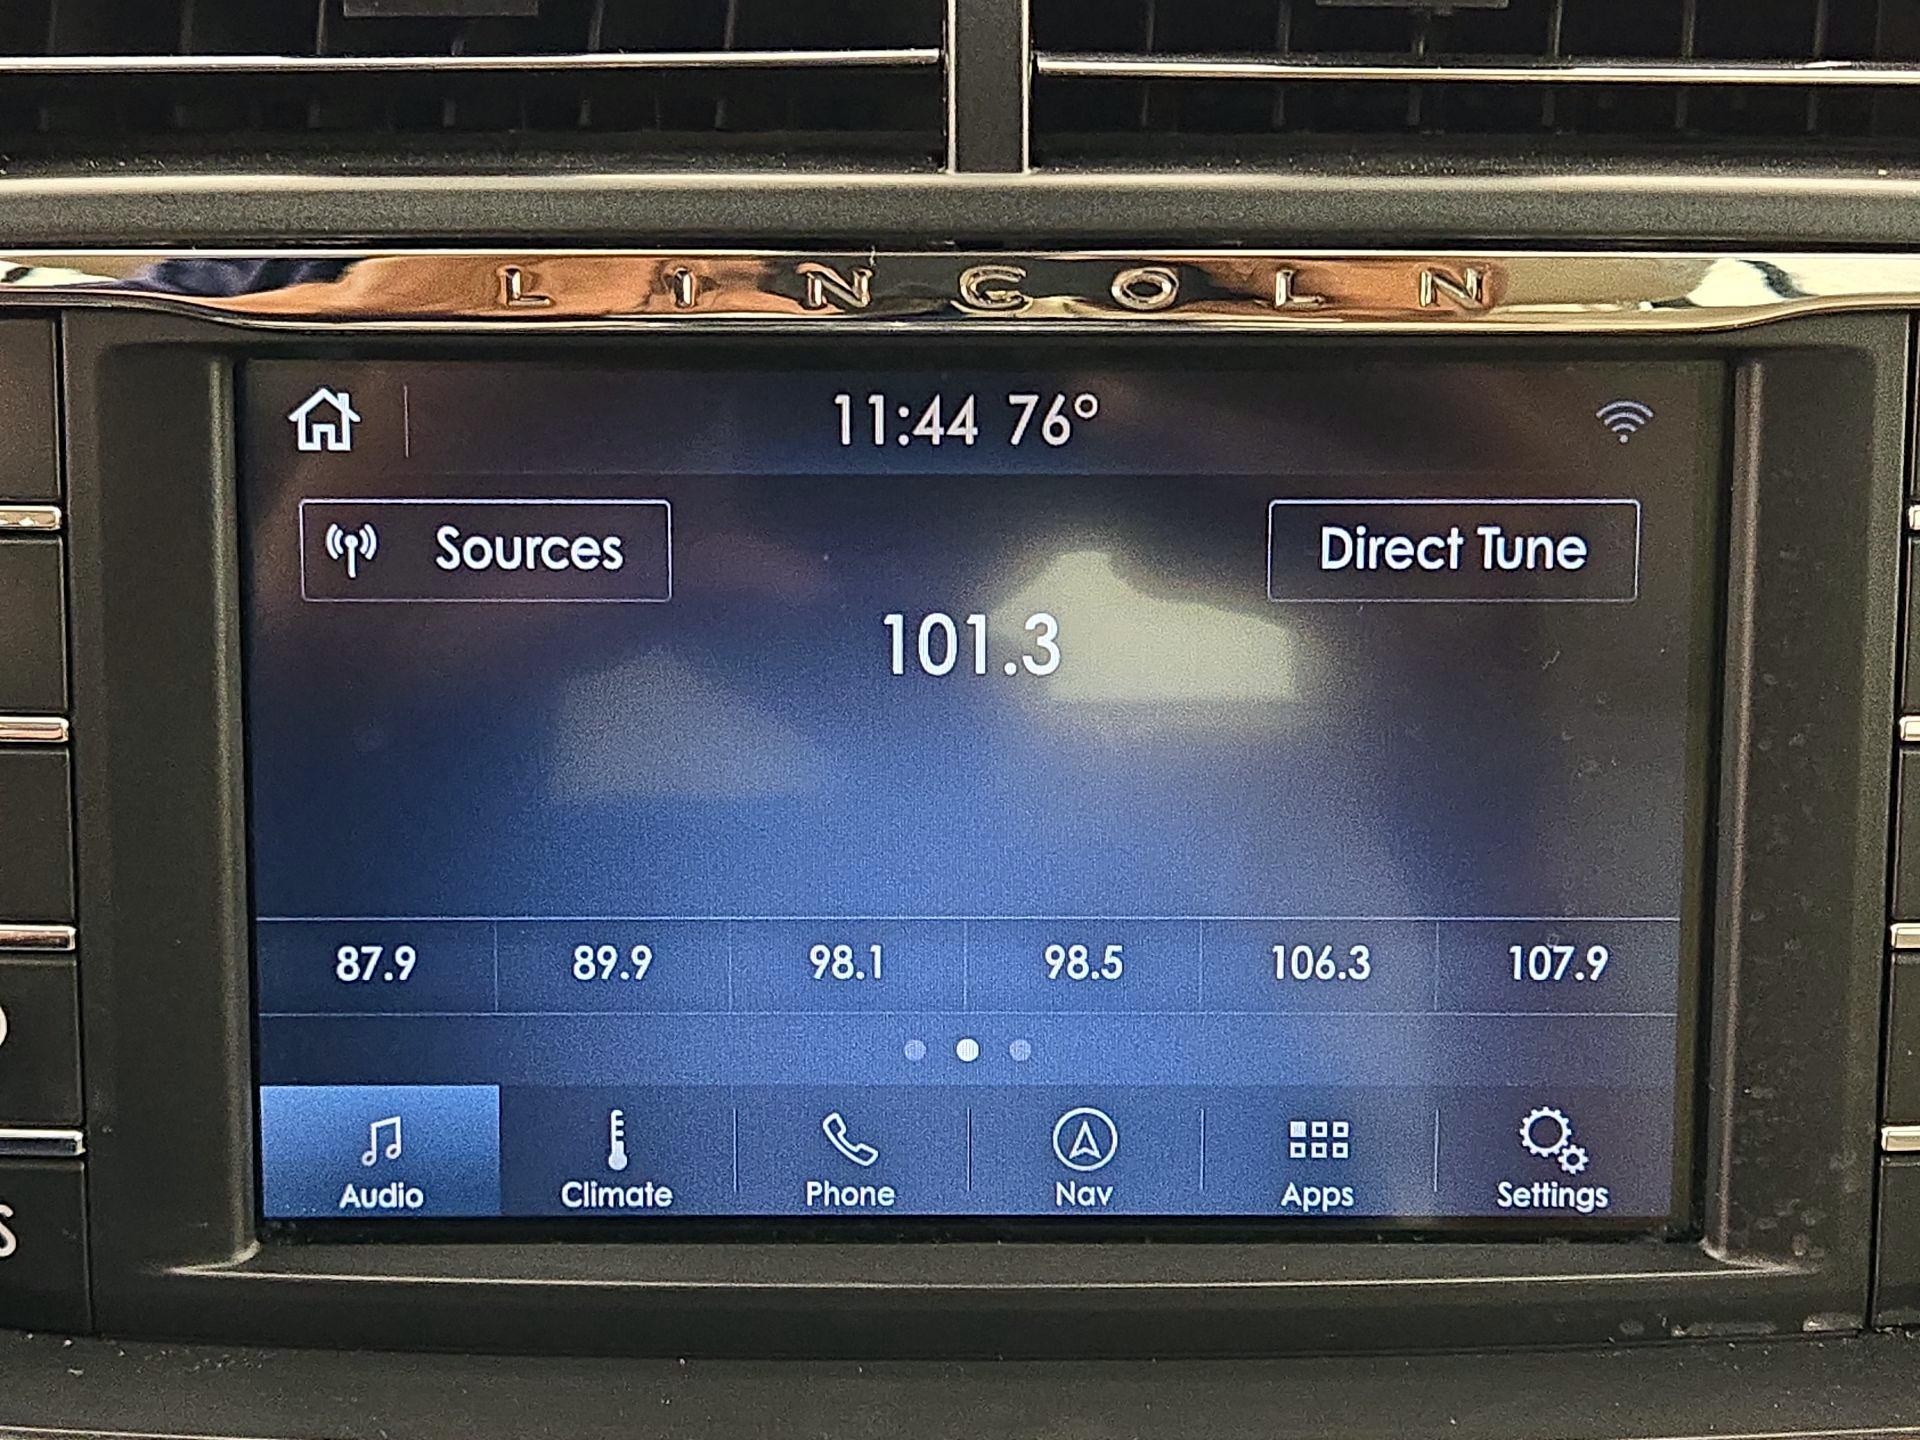 LINCOLN
11:44 76°
Sources
Direct Tune
101.3
87.9 89.9 98.1 98.5 106.3 107.9
Audio Climate Phone Nav Apps Settings